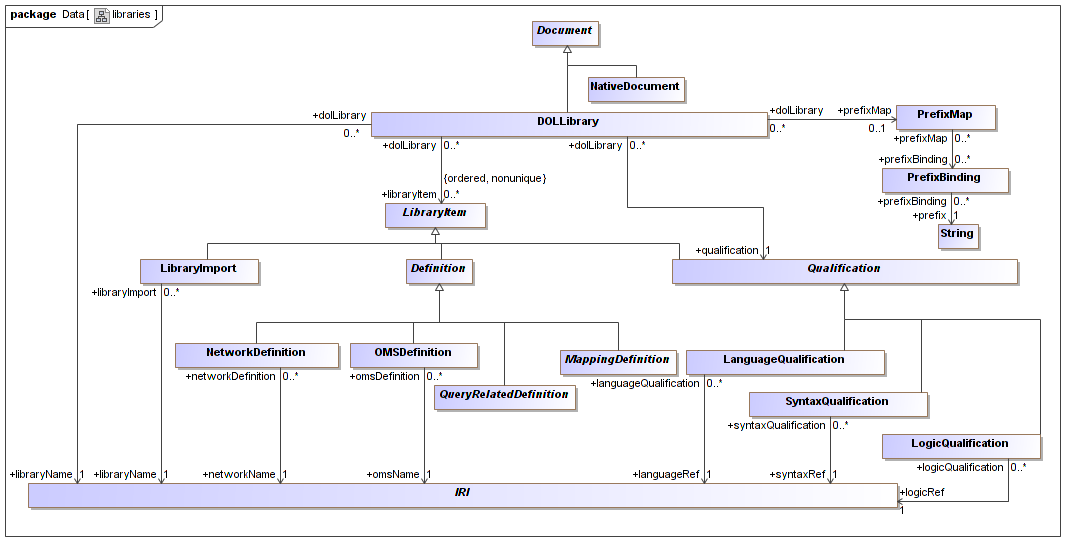 package Data [ libraries ]
Document
NativeDocument
+dolLibrary
0..*
DOLLibrary
+dolLibrary
0..*
+prefixMap
0..1
PrefixMap
+dolLibrary 0..*
+dolLibrary 0..*
+prefixMap 0..*
+prefixBinding 0..*
PrefixBinding
{ordered, nonunique}
+libraryItem 0..*
+prefixBinding 0..*
+prefix 1
LibraryItem
String
+qualification 1
LibraryImport
Definition
Qualification
+libraryImport 0..*
NetworkDefinition
OMSDefinition
MappingDefinition
LanguageQualification
+networkDefinition 0..*
+omsDefinition 0..*
+languageQualification 0..*
QueryRelatedDefinition
SyntaxQualification
+syntaxQualification 0..*
LogicQualification
+logicQualification 0..*
+libraryName 1
+libraryName 1
+networkName 1
+omsName 1
+languageRef 1
+syntaxRef 1
IRI
+logicRef
1